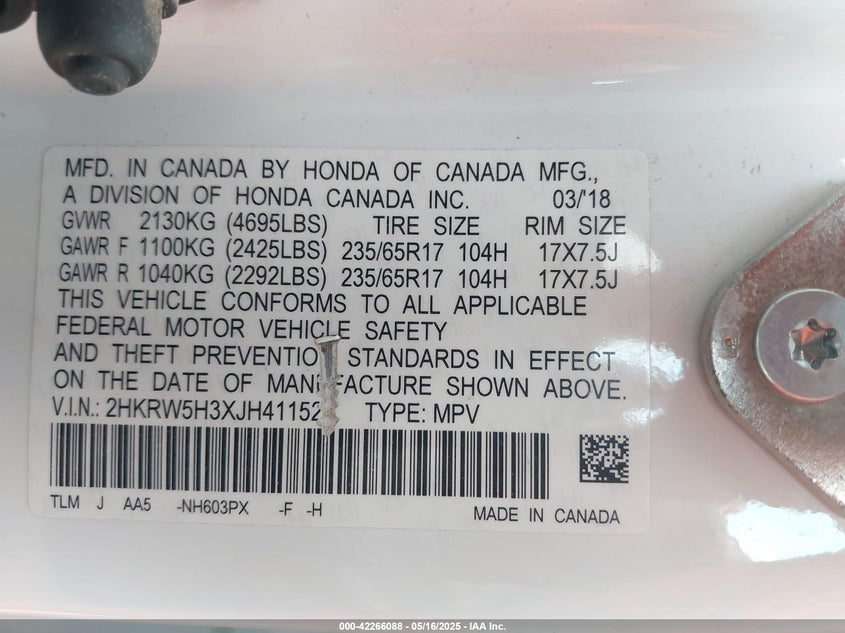 MFD. IN CANADA BY HONDA OF CANADA MFG.,
A DIVISION OF HONDA CANADA INC. 03/'18
GVWR 2130KG (4695LBS) TIRE SIZE RIM SIZE
GAWR F 1100KG (2425LBS) 235/65R17 104H 17X7.5J
GAWR R 1040KG (2292LBS) 235/65R17 104H 17X7.5J
THIS VEHICLE CONFORMS TO ALL APPLICABLE
FEDERAL MOTOR VEHICLE SAFETY
AND THEFT PREVENTIO STANDARDS IN EFFECT
ON THE DATE OF MANUFACTURE SHOWN ABOVE.
V.I.N.: 2HKRW5H3XJH41152 TYPE: MPV
TLM J AA5 -NH603PX -F -H MADE IN CANADA
000-42266088 - 05/16/2025 - IAA Inc.